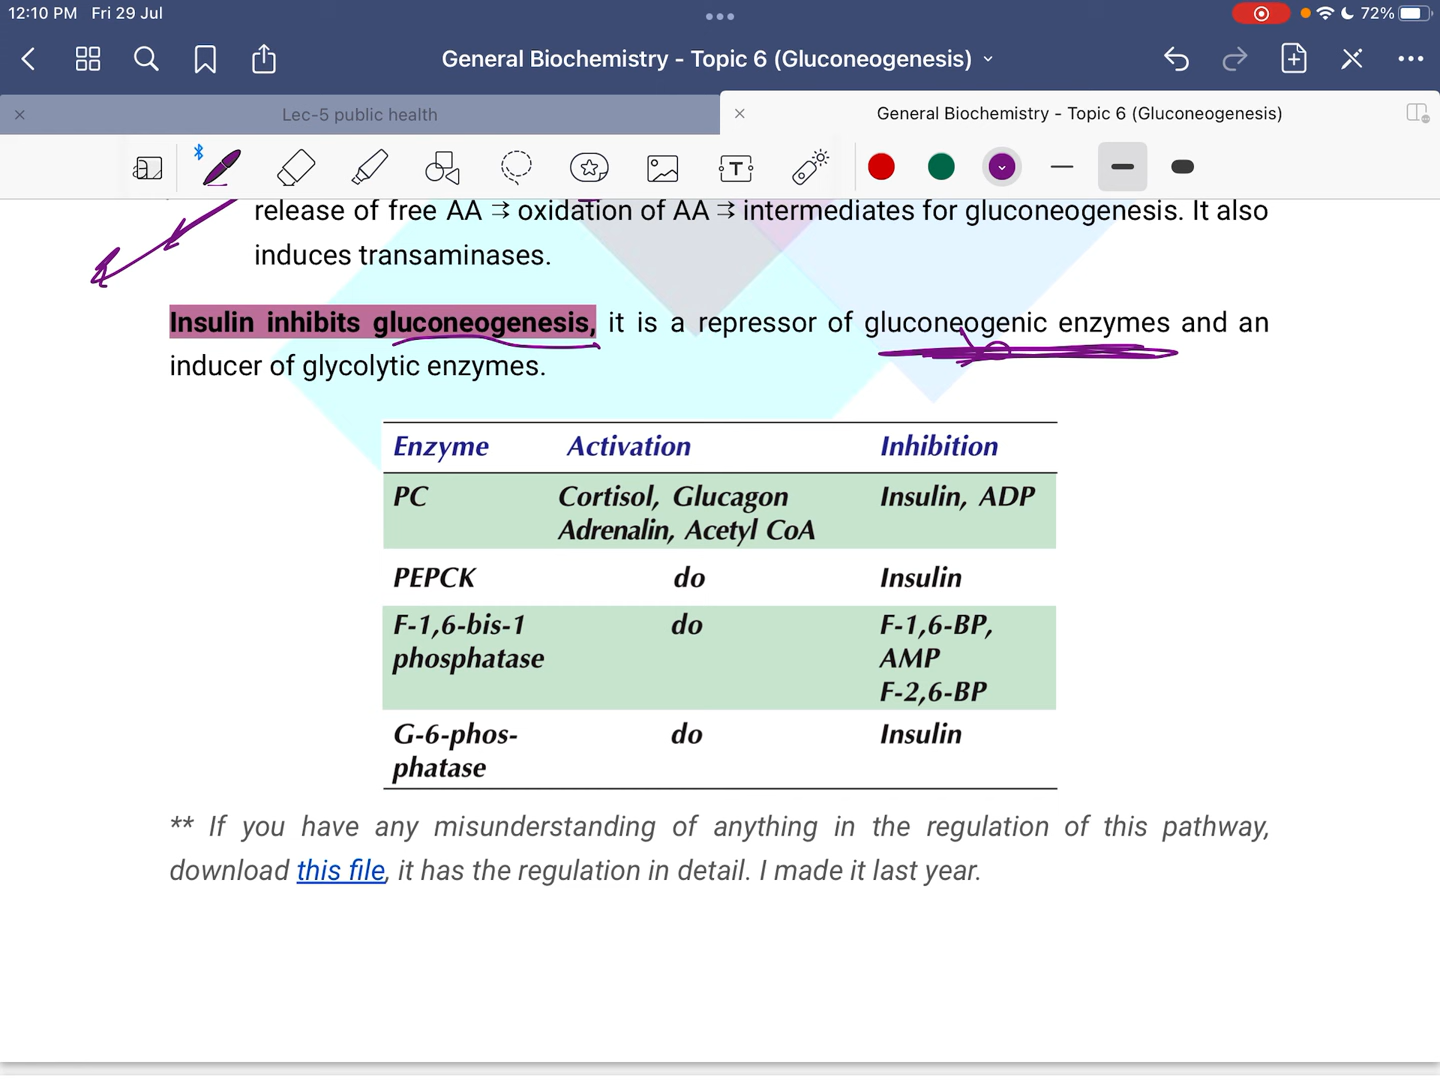 12:10 PM Fri 29 Jul
72%
General Biochemistry - Topic 6 (Gluconeogenesis)
Lec-5 public health
General Biochemistry - Topic 6 (Gluconeogenesis)
T
release of free AA ⇉ oxidation of AA ⇉ intermediates for gluconeogenesis. It also
induces transaminases.
Insulin inhibits gluconeogenesis, it is a repressor of gluconeogenic enzymes and an
inducer of glycolytic enzymes.
Enzyme Activation Inhibition
PC Cortisol, Glucagon Insulin, ADP
Adrenalin, Acetyl CoA
PEPCK do Insulin
F-1,6-bis-1 do F-1,6-BP,
phosphatase AMP
F-2,6-BP
G-6-phos- do Insulin
phatase
** If you have any misunderstanding of anything in the regulation of this pathway,
download this file, it has the regulation in detail. I made it last year.